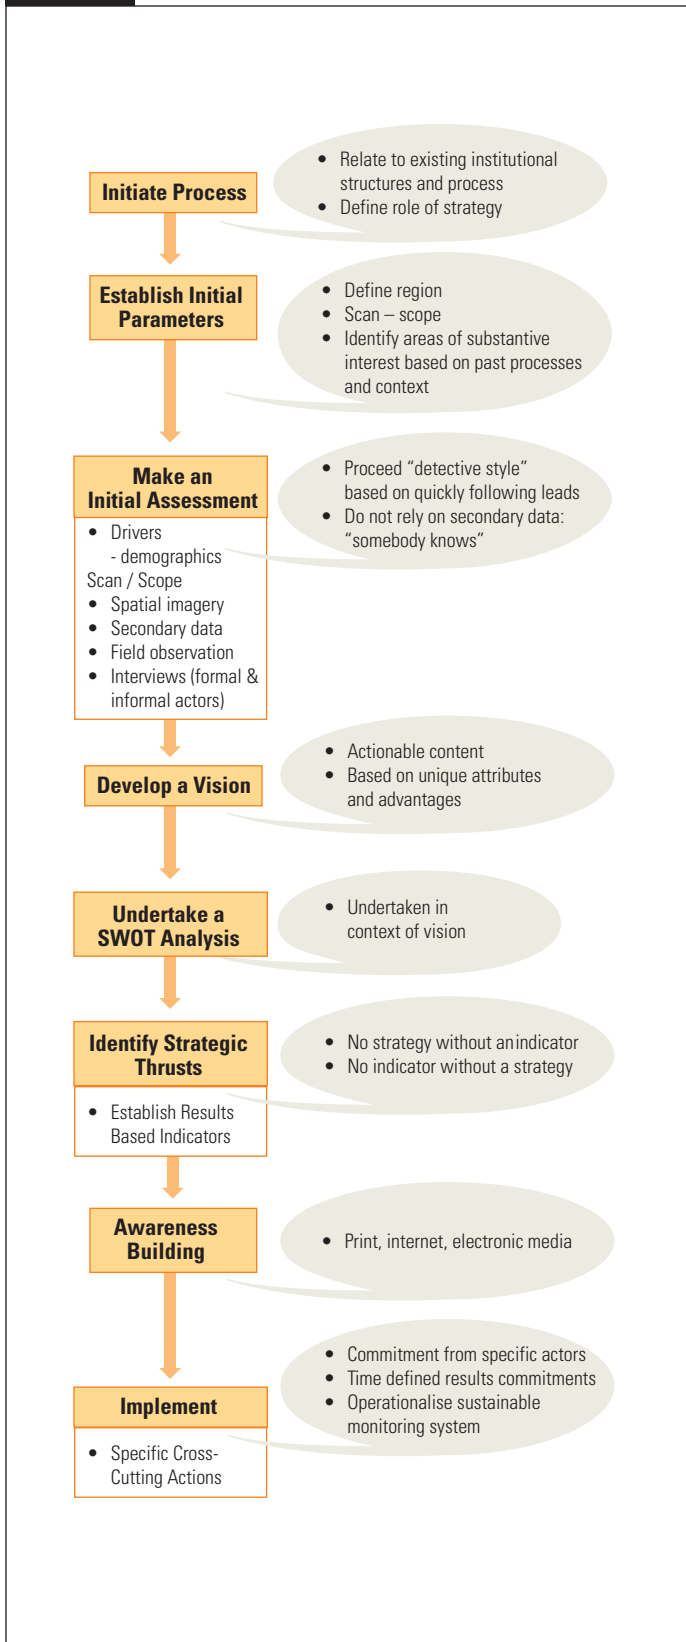 Initiate Process
• Relate to existing institutional
structures and process
• Define role of strategy
Establish Initial
Parameters
• Define region
• Scan – scope
• Identify areas of substantive
interest based on past processes
and context
Make an
Initial Assessment
• Drivers
- demographics
Scan / Scope
• Spatial imagery
• Secondary data
• Field observation
• Interviews (formal &
informal actors)
• Proceed “detective style”
based on quickly following leads
• Do not rely on secondary data:
“somebody knows”
Develop a Vision
• Actionable content
• Based on unique attributes
and advantages
Undertake a
SWOT Analysis
• Undertaken in
context of vision
Identify Strategic
Thrusts
• Establish Results
Based Indicators
• No strategy without anindicator
• No indicator without a strategy
Awareness
Building
• Print, internet, electronic media
Implement
• Specific Cross-
Cutting Actions
• Commitment from specific actors
• Time defined results commitments
• Operationalise sustainable
monitoring system